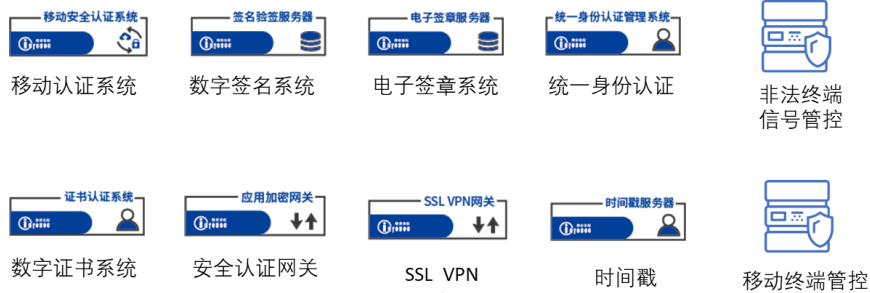 移动安全认证系统
签名验签服务器
电子签章服务器
统一身份认证管理系统
移动认证系统
数字签名系统
电子签章系统
统一身份认证
非法终端
信号管控
证书认证系统
应用加密网关
SSL VPN网关
时间戳服务器
数字证书系统
安全认证网关
SSL VPN
时间戳
移动终端管控